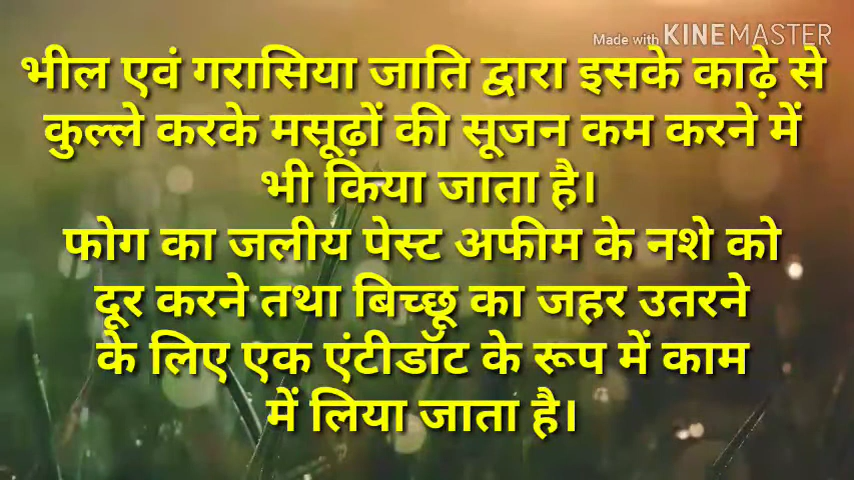 Made with KINEMASTER
भील एवं गरासिया जाति द्वारा इसके काढ़े से
कुल्ले करके मसूढ़ों की सूजन कम करने में
भी किया जाता है।
फोग का जलीय पेस्ट अफीम के नशे को
दूर करने तथा बिच्छू का जहर उतरने
के लिए एक एंटीडॉट के रूप में काम
में लिया जाता है।